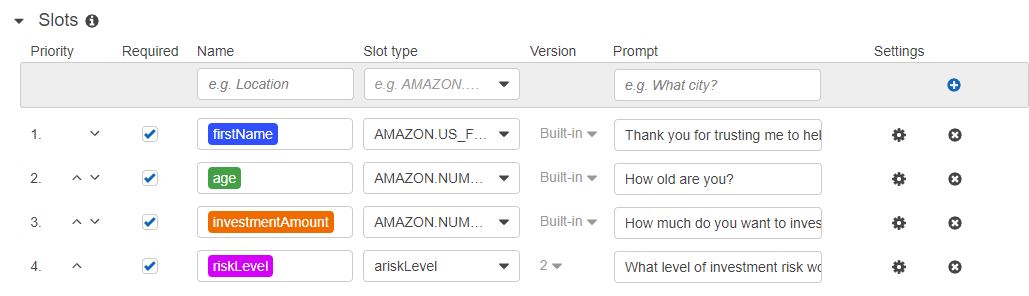 Slots
Priority Required Name Slot type Version Prompt Settings
e.g. Location e.g. AMAZON.... e.g. What city?
1. firstName AMAZON.US_F... Built-in Thank you for trusting me to hel
2. age AMAZON.NUM... Built-in How old are you?
3. investmentAmount AMAZON.NUM... Built-in How much do you want to inves
4. riskLevel ariskLevel 2 What level of investment risk wo